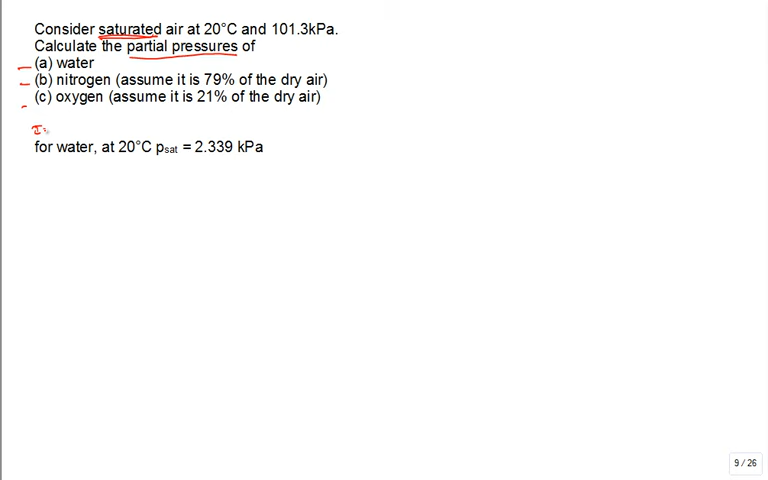 Consider saturated air at 20°C and 101.3kPa.
Calculate the partial pressures of
(a) water
(b) nitrogen (assume it is 79% of the dry air)
(c) oxygen (assume it is 21% of the dry air)
for water, at 20°C psat = 2.339 kPa
9 / 26